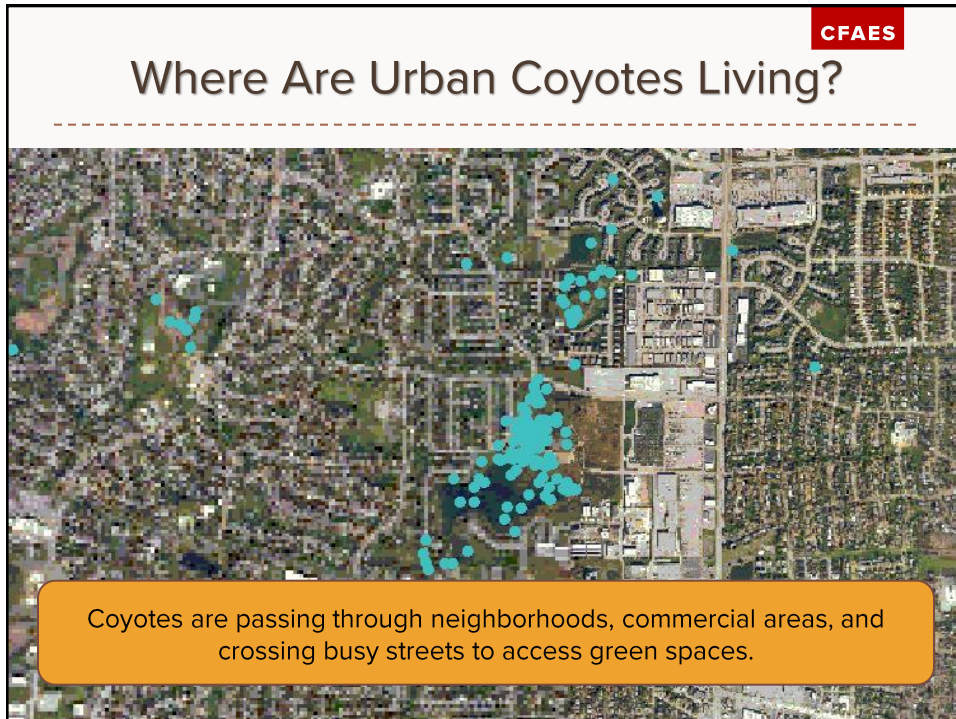 CFAES
Where Are Urban Coyotes Living?
Coyotes are passing through neighborhoods, commercial areas, and
crossing busy streets to access green spaces.